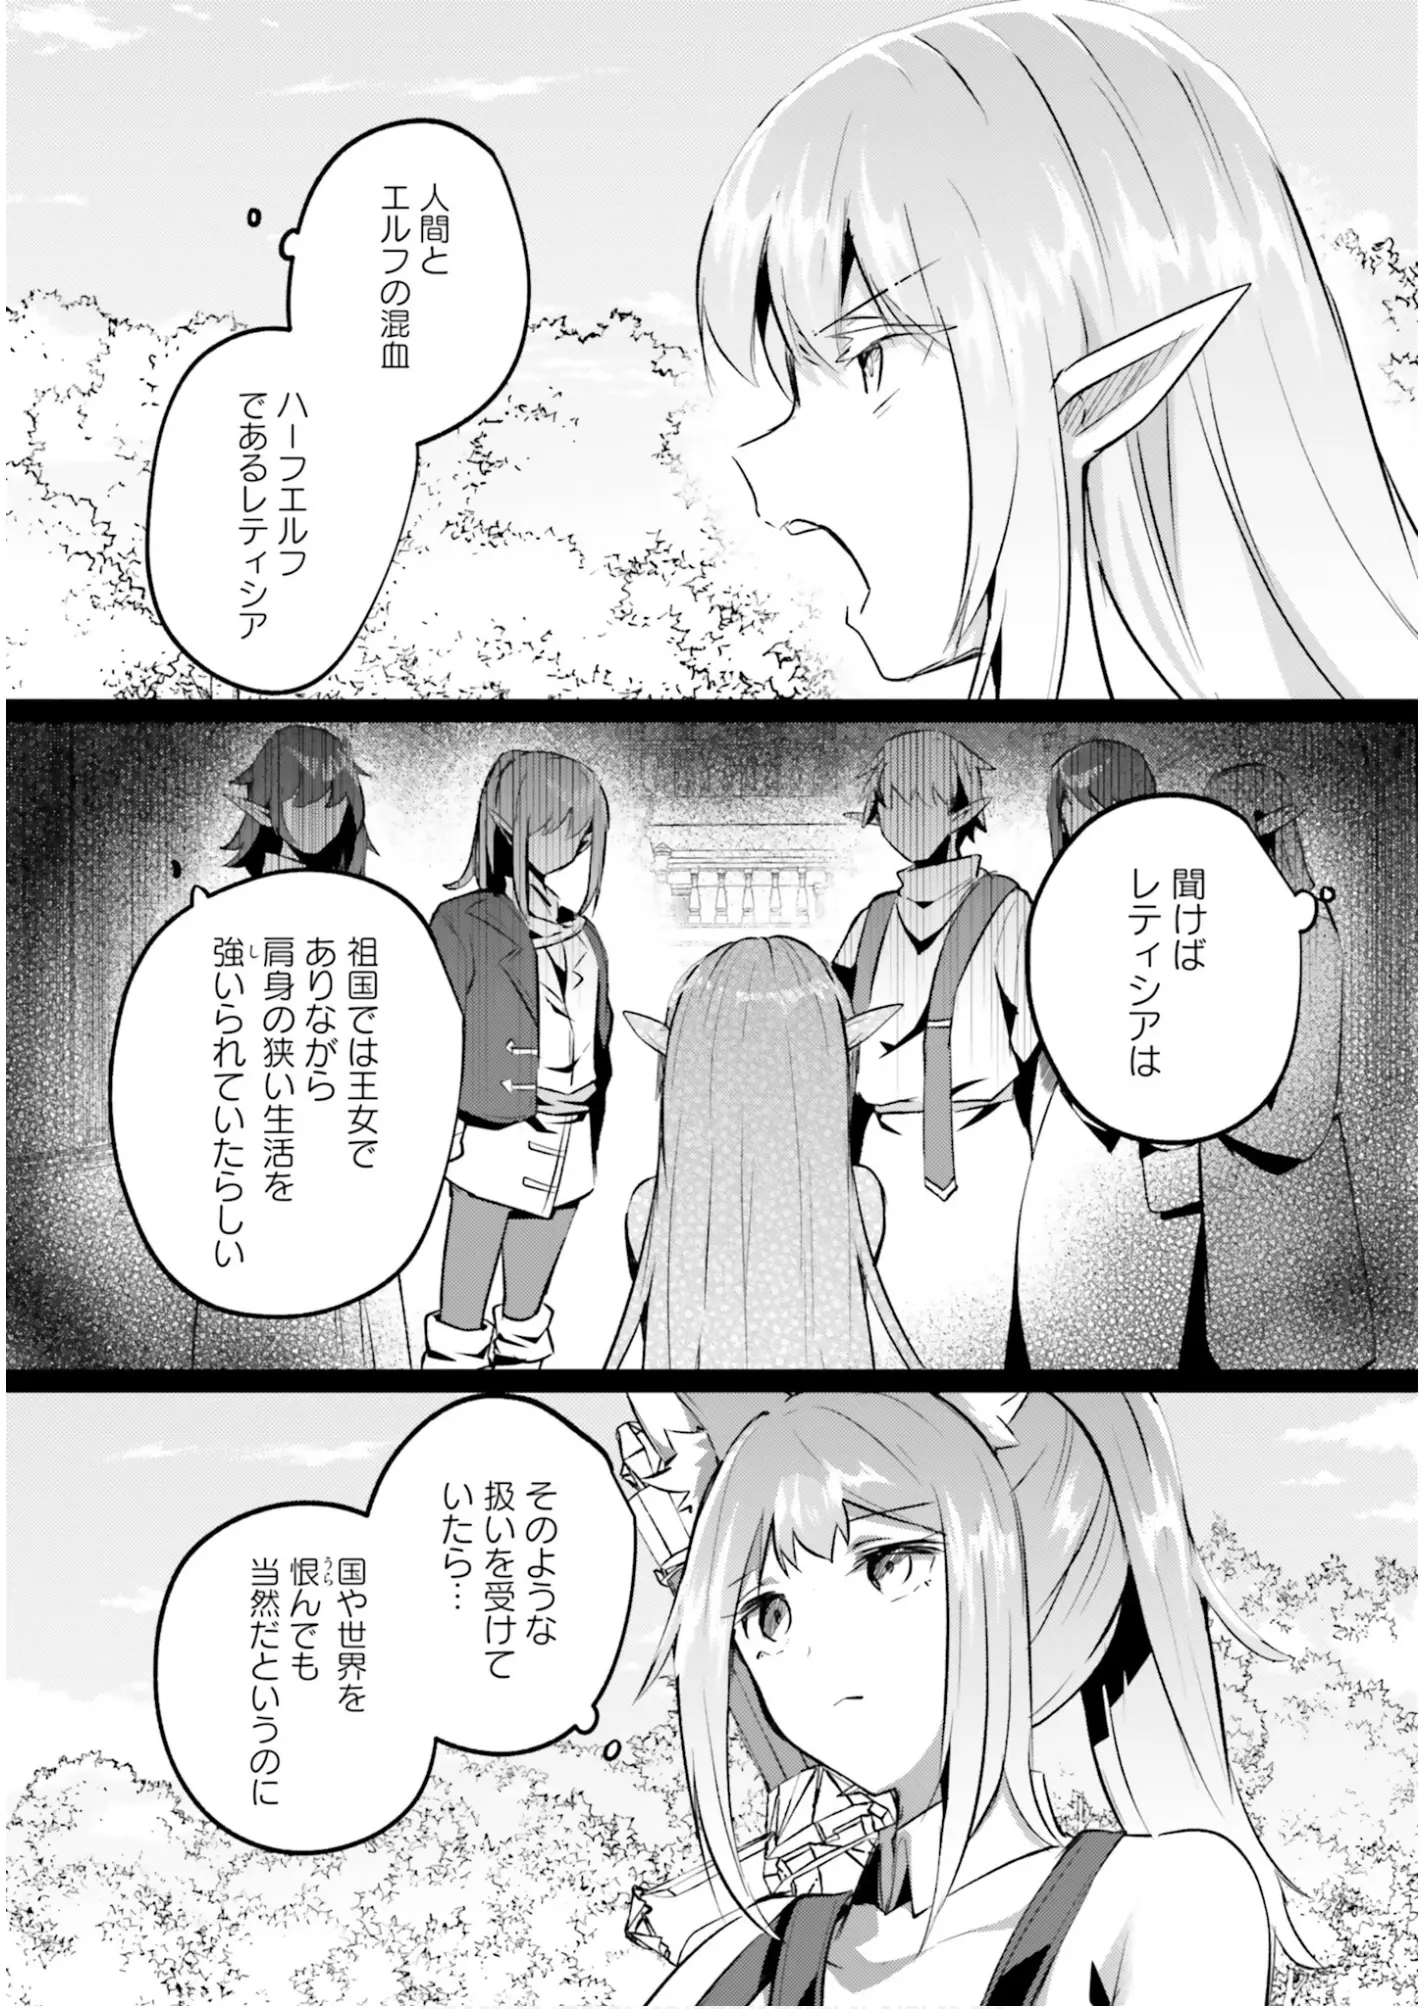 人間と
エルフの混血
ハーフエルフ
であるレティシア
聞けば
レティシアは
祖国では王女で
ありながら
肩身の狭い生活を
強いられていたらしい
し
そのような
扱いを受けて
いたら…
国や世界を
恨んでも
うら
当然だというのに